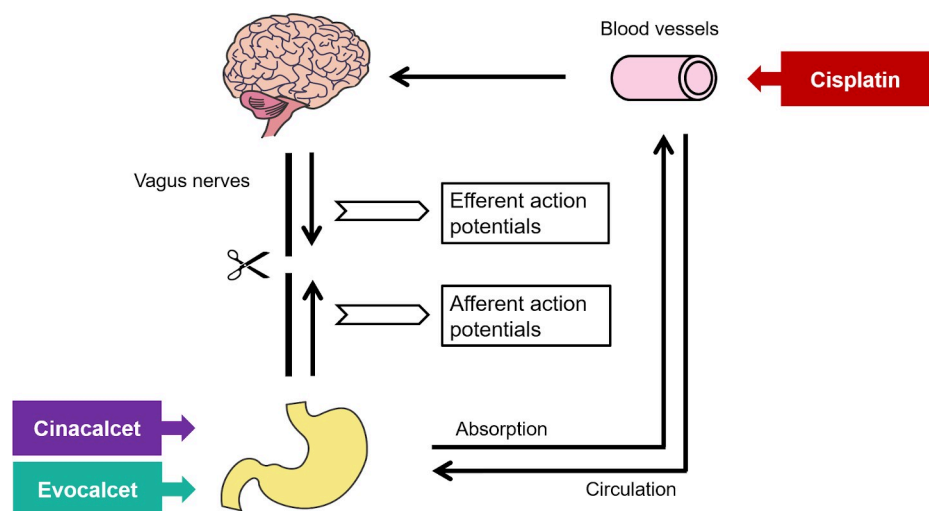 Blood vessels
Cisplatin
Vagus nerves
Efferent action
potentials
Afferent action
potentials
Cinacalcet
Evocalcet
Absorption
Circulation